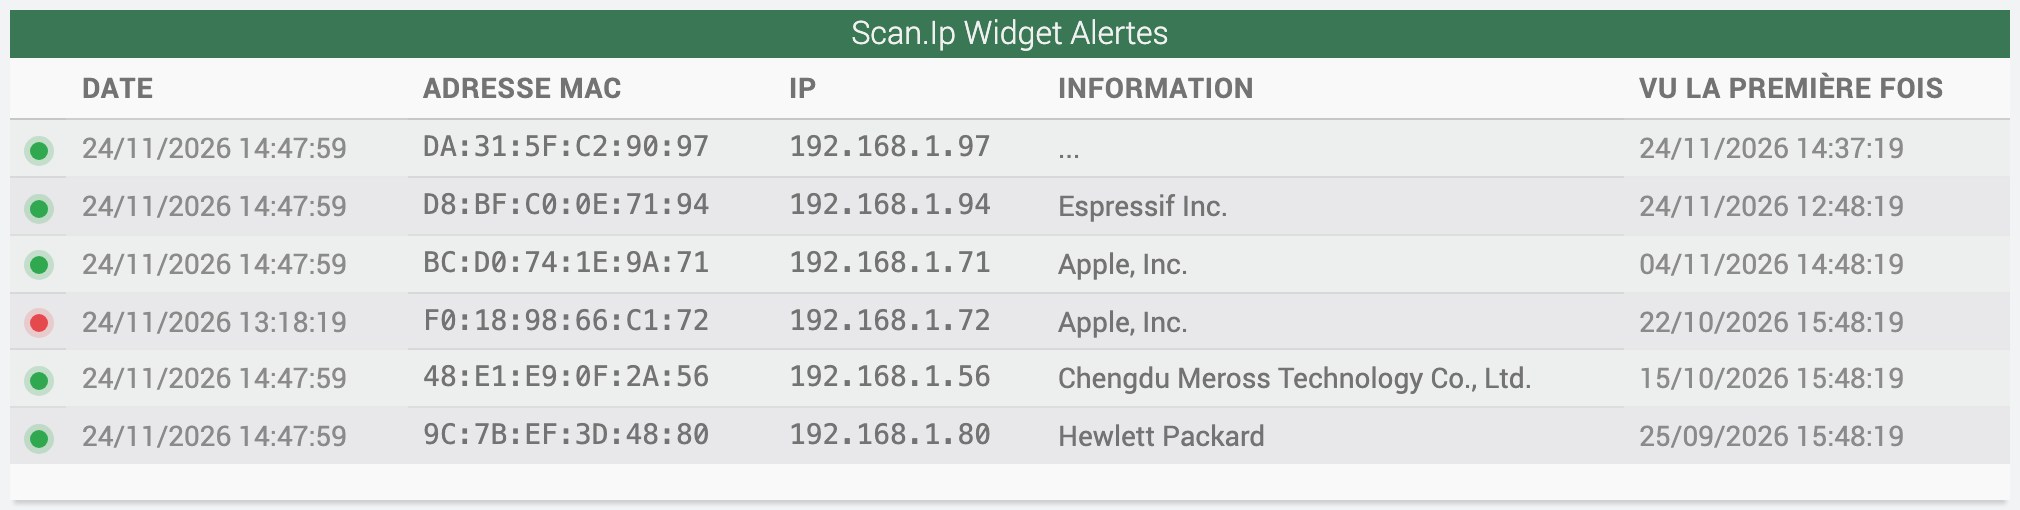 Scan.Ip Widget Alertes
DATE ADRESSE MAC IP INFORMATION VU LA PREMIÈRE FOIS
24/11/2026 14:47:59 DA:31:5F:C2:90:97 192.168.1.97 ... 24/11/2026 14:37:19
24/11/2026 14:47:59 D8:BF:C0:0E:71:94 192.168.1.94 Espressif Inc. 24/11/2026 12:48:19
24/11/2026 14:47:59 BC:D0:74:1E:9A:71 192.168.1.71 Apple, Inc. 04/11/2026 14:48:19
24/11/2026 13:18:19 F0:18:98:66:C1:72 192.168.1.72 Apple, Inc. 22/10/2026 15:48:19
24/11/2026 14:47:59 48:E1:E9:0F:2A:56 192.168.1.56 Chengdu Meross Technology Co., Ltd. 15/10/2026 15:48:19
24/11/2026 14:47:59 9C:7B:EF:3D:48:80 192.168.1.80 Hewlett Packard 25/09/2026 15:48:19